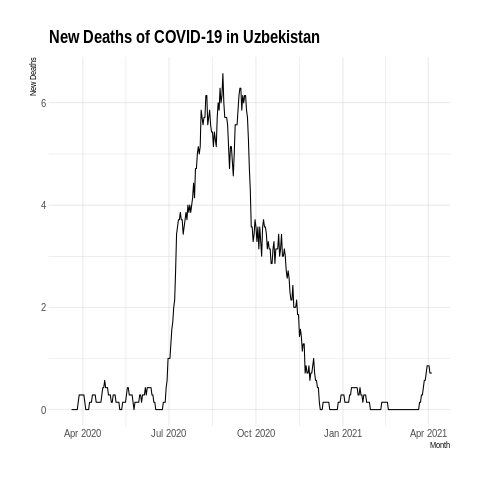 New Deaths of COVID-19 in Uzbekistan
New Deaths
6
4
2
0
Apr 2020 Jul 2020 Oct 2020 Jan 2021 Apr 2021
Month